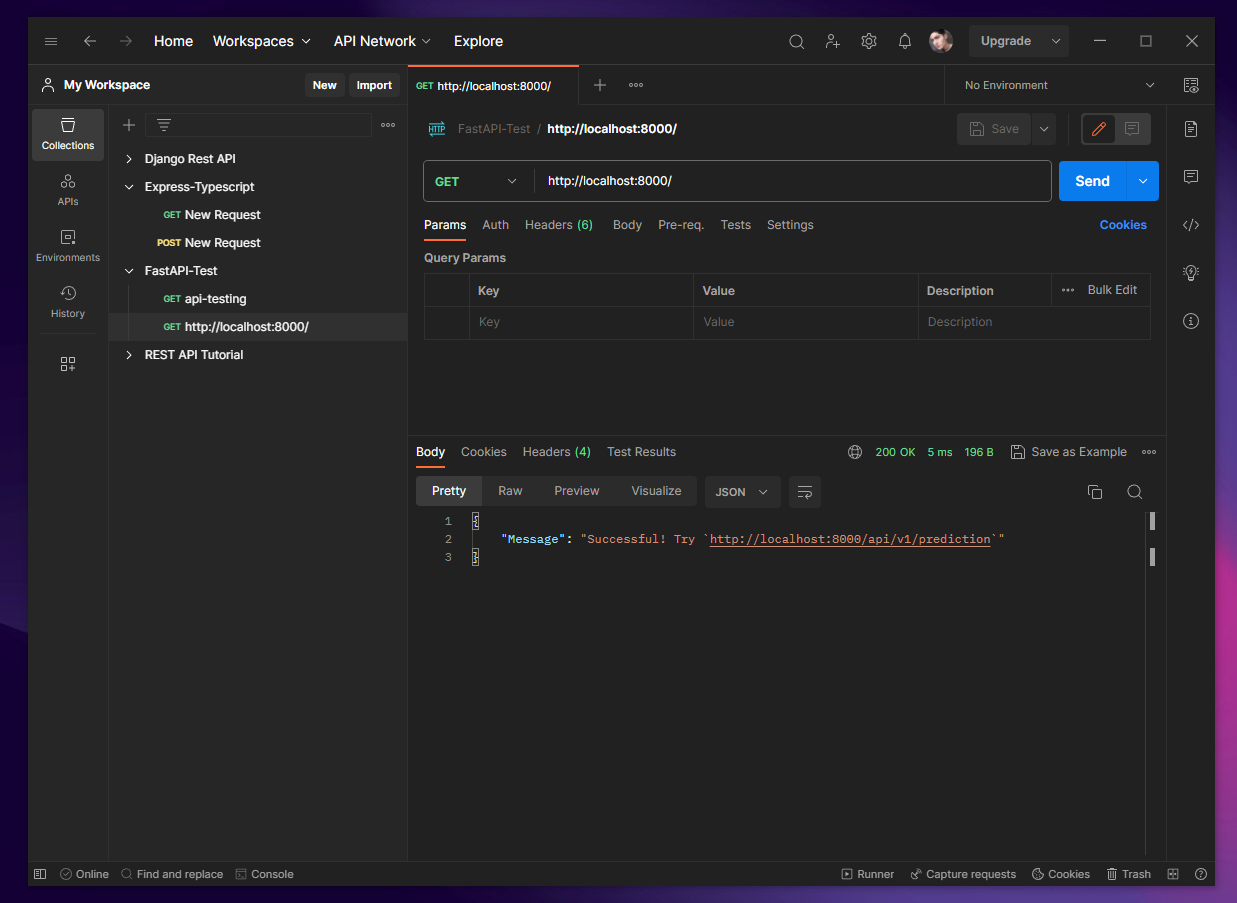 Home Workspaces API Network Explore Upgrade
My Workspace New Import GET http://localhost:8000/ No Environment
Collections
APIs
Environments
History
Django Rest API
Express-Typescript
GET New Request
POST New Request
FastAPI-Test
GET api-testing
GET http://localhost:8000/
REST API Tutorial
HTTP FastAPI-Test / http://localhost:8000/ Save
GET http://localhost:8000/ Send
Params Auth Headers (6) Body Pre-req. Tests Settings Cookies
Query Params
Key Value Description Bulk Edit
Key Value Description
Body Cookies Headers (4) Test Results 200 OK 5 ms 196 B Save as Example
Pretty Raw Preview Visualize JSON
1 {
2 "Message": "Successful! Try `http://localhost:8000/api/v1/prediction`"
3 }
Online Find and replace Console Runner Capture requests Cookies Trash